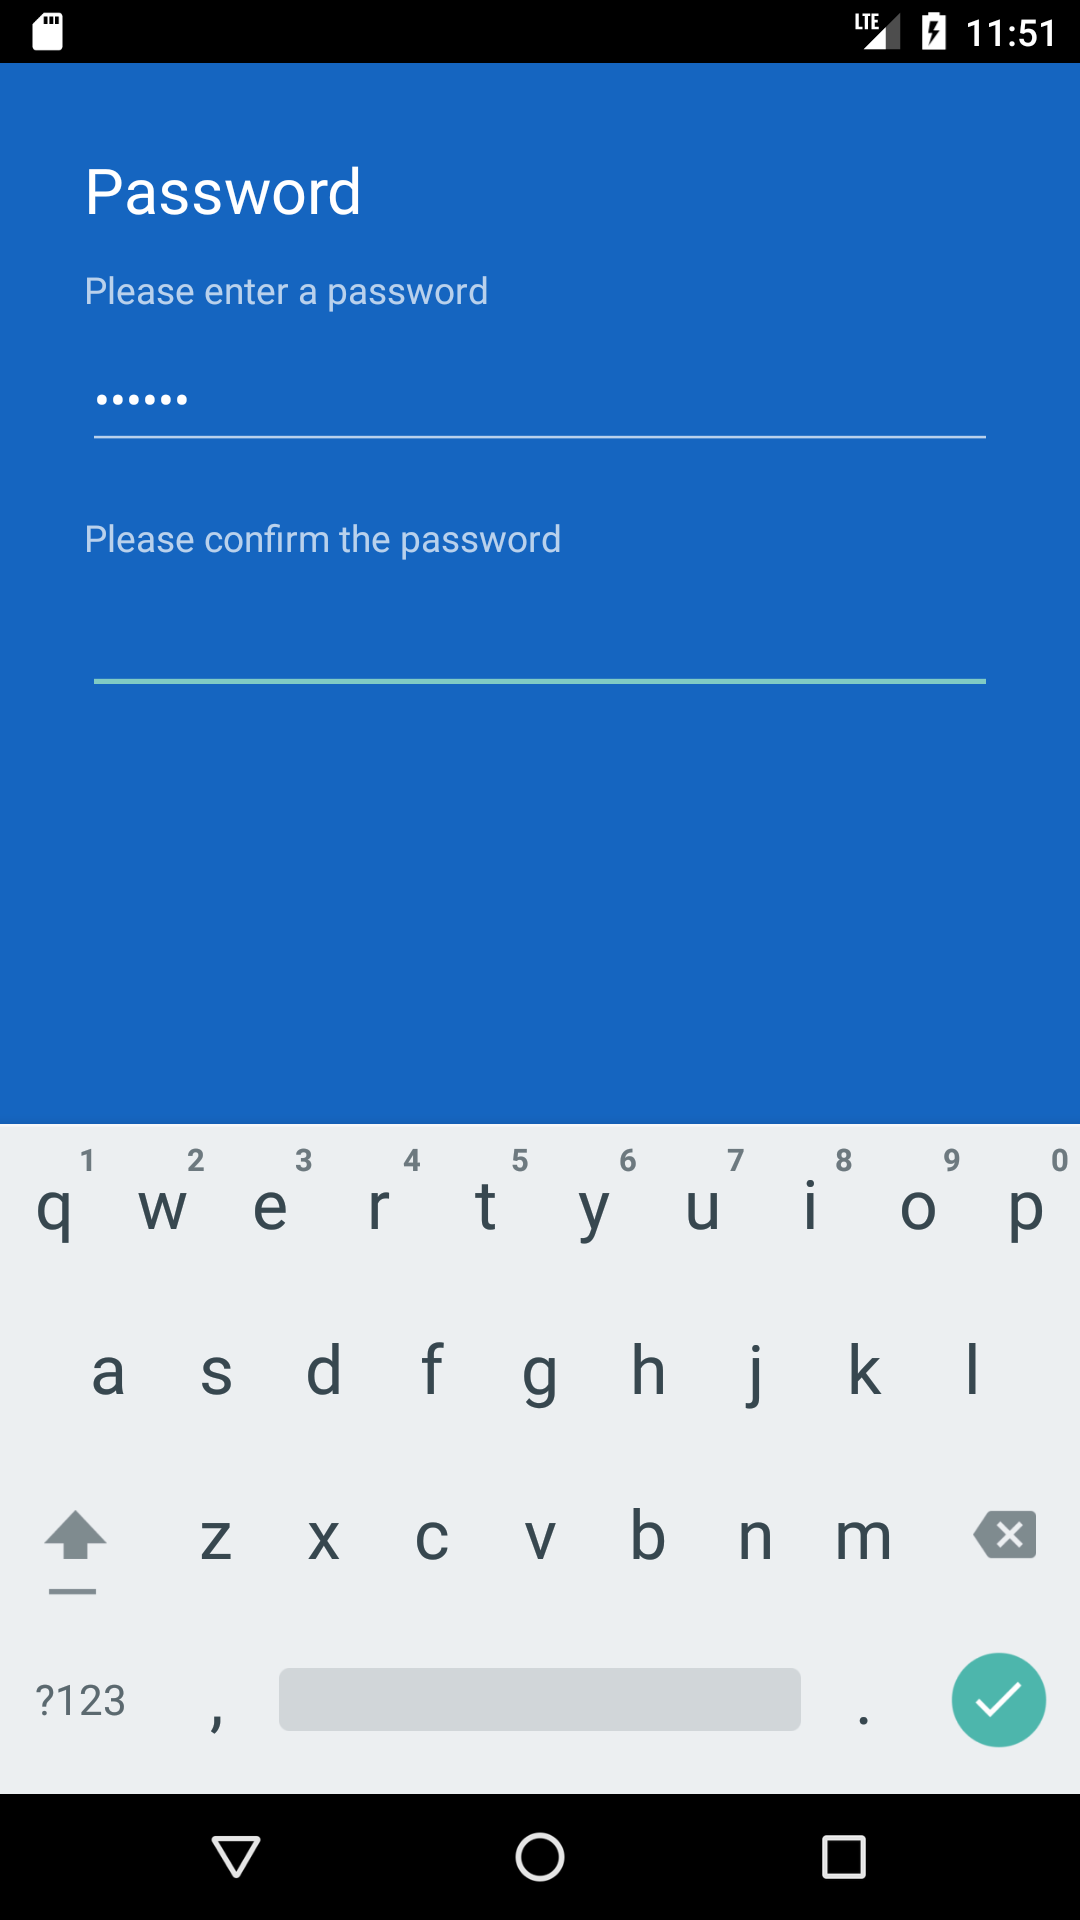 LTE 11:51
Password
Please enter a password
••••••
Please confirm the password
1 2 3 4 5 6 7 8 9 0
q w e r t y u i o p
a s d f g h j k l
z x c v b n m
?123 , .